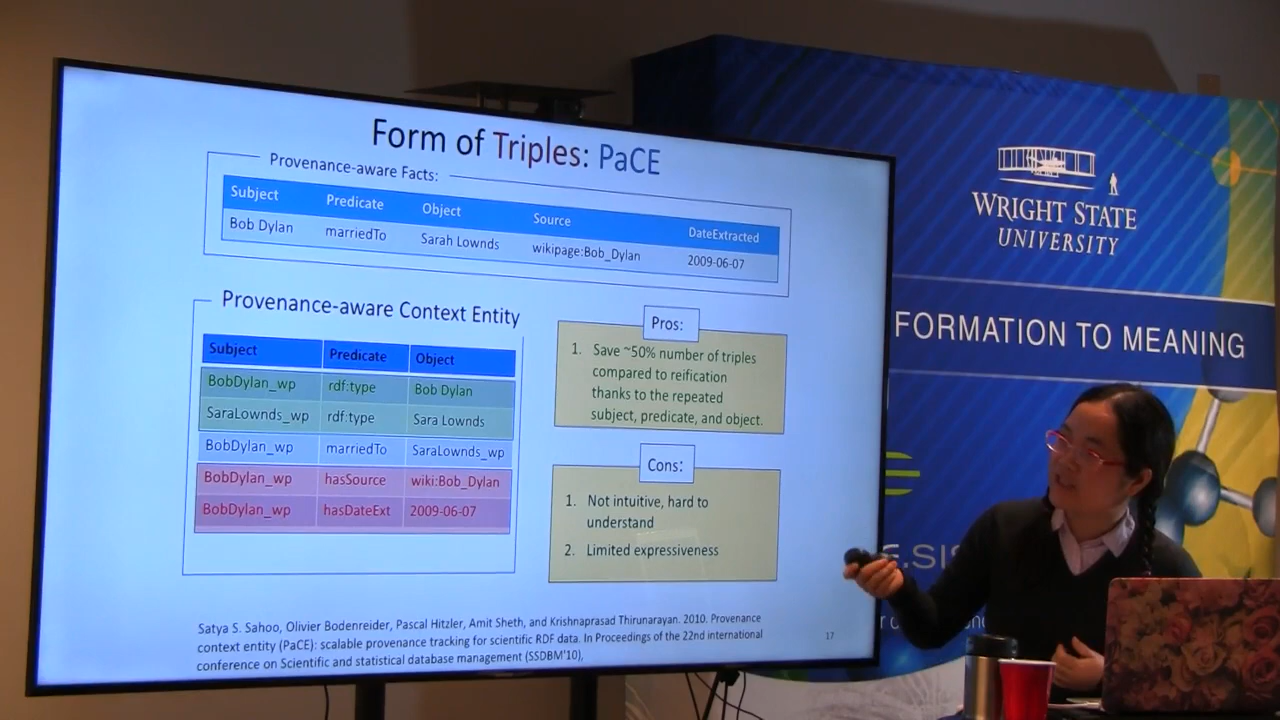 Form of Triples: PaCE
Provenance-aware Facts:
Subject Predicate Object Source DateExtracted
Bob Dylan marriedTo Sarah Lownds wikipage:Bob_Dylan 2009-06-07
Provenance-aware Context Entity
Subject Predicate Object
BobDylan_wp rdf:type Bob Dylan
SaraLownds_wp rdf:type Sara Lownds
BobDylan_wp marriedTo SaraLownds_wp
BobDylan_wp hasSource wiki:Bob_Dylan
BobDylan_wp hasDateExt 2009-06-07
Pros:
1. Save ~50% number of triples
compared to reification
thanks to the repeated
subject, predicate, and object.
Cons:
1. Not intuitive, hard to
understand
2. Limited expressiveness
Satya S. Sahoo, Olivier Bodenreider, Pascal Hitzler, Amit Sheth, and Krishnaprasad Thirunarayan. 2010. Provenance
context entity (PaCE): scalable provenance tracking for scientific RDF data. In Proceedings of the 22nd international
conference on Scientific and statistical database management (SSDBM'10),
17
WRIGHT STATE
UNIVERSITY
FORMATION TO MEANING